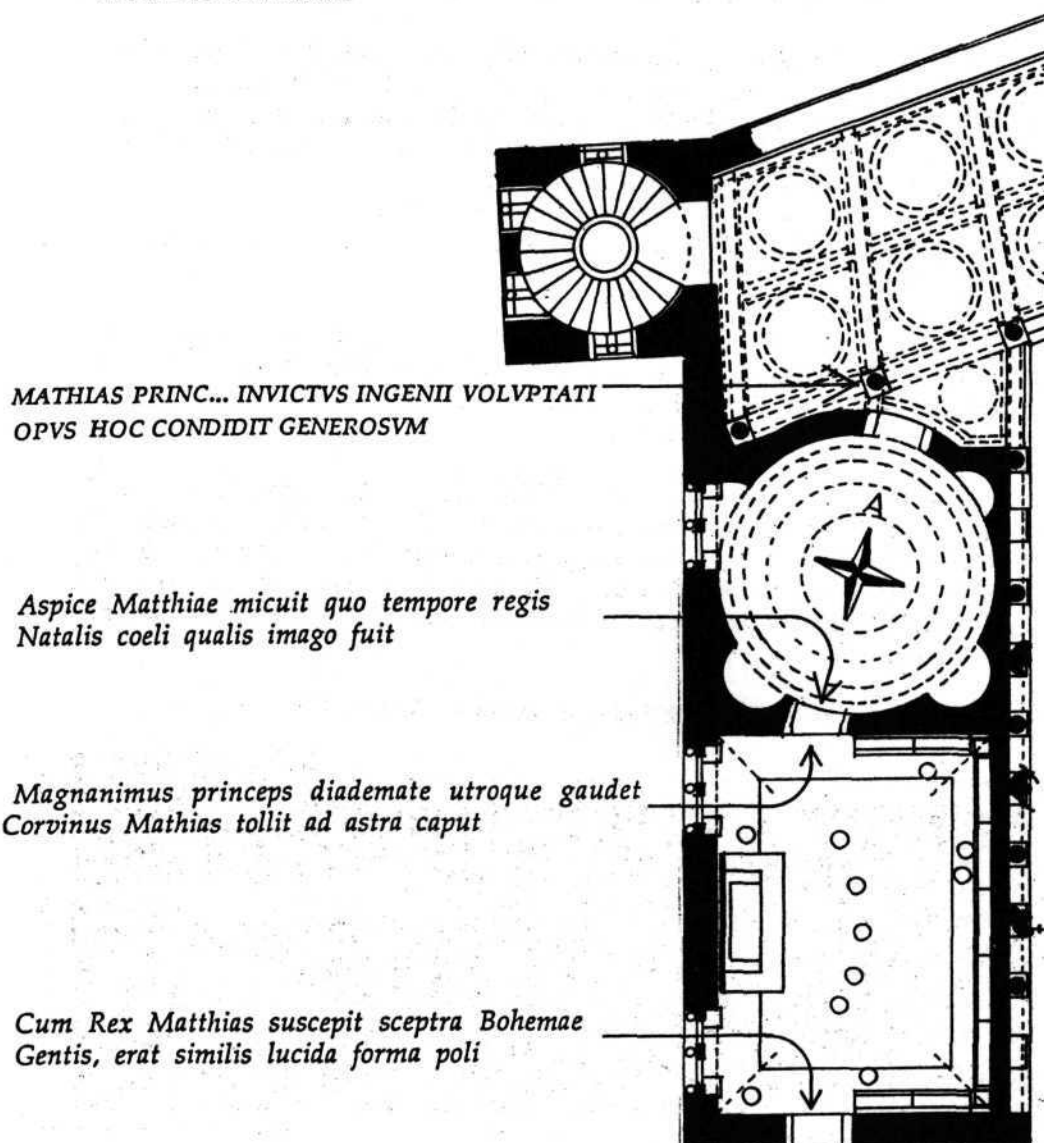 MATHIAS PRINC... INVICTVS INGENII VOLVPTATI
OPVS HOC CONDIDIT GENEROSVM
Aspice Matthiae micuit quo tempore regis
Natalis coeli qualis imago fuit
Magnanimus princeps diademate utroque gaudet
Corvinus Mathias tollit ad astra caput
Cum Rex Matthias suscepit sceptra Bohemae
Gentis, erat similis lucida forma poli